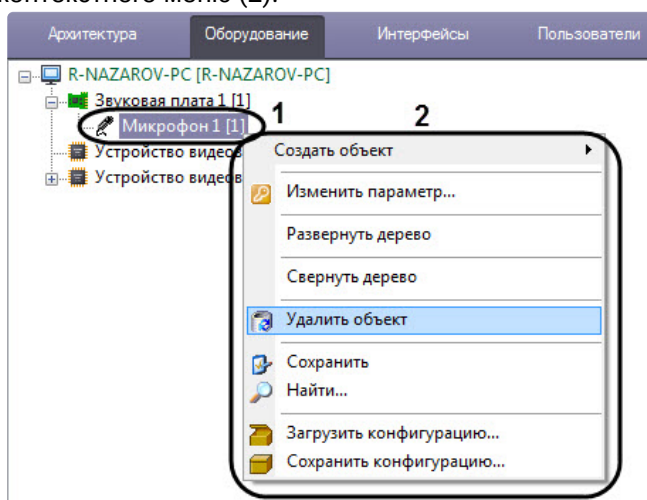 контекстного меню (2).
Архитектура Оборудование Интерфейсы Пользователи
R-NAZAROV-PC [R-NAZAROV-PC]
Звуковая плата 1 [1]
Микрофон 1 [1] 1 2
Устройство видеов
Устройство видеов
Создать объект
Изменить параметр...
Развернуть дерево
Свернуть дерево
Удалить объект
Сохранить
Найти...
Загрузить конфигурацию...
Сохранить конфигурацию...